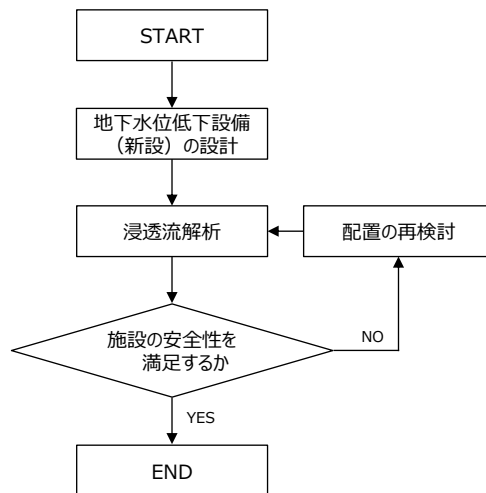 START
地下水位低下設備
（新設）の設計
浸透流解析
配置の再検討
施設の安全性を
満足するか
NO
YES
END